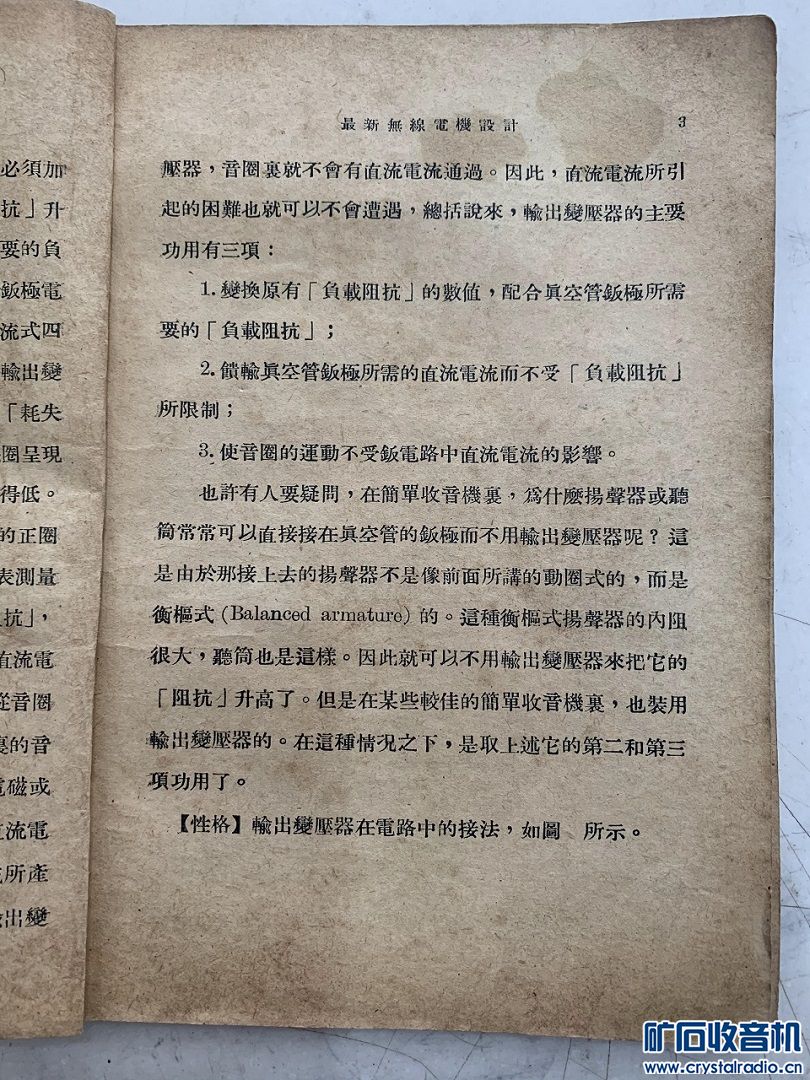 必須加
抗」升
要的負
鈑極電
流式四
輸出變
「耗失
圈呈現
得低。
的正圈
表測量
抗」,
直流電
從音圈
裏的音
電磁或
直流電
所產
出變
最新無線電機設計 3
壓器,音圈裏就不會有直流電流通過。因此,直流電流所引
起的困難也就可以不會遭遇,總括說來,輸出變壓器的主要
功用有三項:
1. 變換原有「負載阻抗」的數值,配合眞空管鈑極所需
要的「負載阻抗」;
2. 饋輸眞空管鈑極所需的直流電流而不受「負載阻抗」
所限制;
3. 使音圈的運動不受鈑電路中直流電流的影響。
也許有人要疑問,在簡單收音機裏,爲什麼揚聲器或聽
筒常常可以直接接在眞空管的鈑極而不用輸出變壓器呢?這
是由於那接上去的揚聲器不是像前面所講的動圈式的,而是
衡樞式(Balanced armature)的。這種衡樞式揚聲器的內阻
很大,聽筒也是這樣。因此就可以不用輸出變壓器來把它的
「阻抗」升高了。但是在某些較佳的簡單收音機裏,也裝用
輸出變壓器的。在這種情况之下,是取上述它的第二和第三
項功用了。
【性格】輸出變壓器在電路中的接法,如圖 所示。
矿石收音机
www.crystalradio.cn